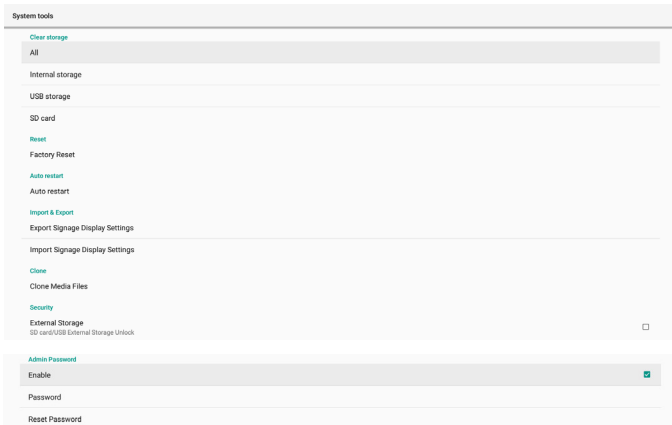 System tools
Clear storage
All
Internal storage
USB storage
SD card
Reset
Factory Reset
Auto restart
Auto restart
Import & Export
Export Signage Display Settings
Import Signage Display Settings
Clone
Clone Media Files
Security
External Storage
SD card/USB External Storage Unlock
Admin Password
Enable
Password
Reset Password